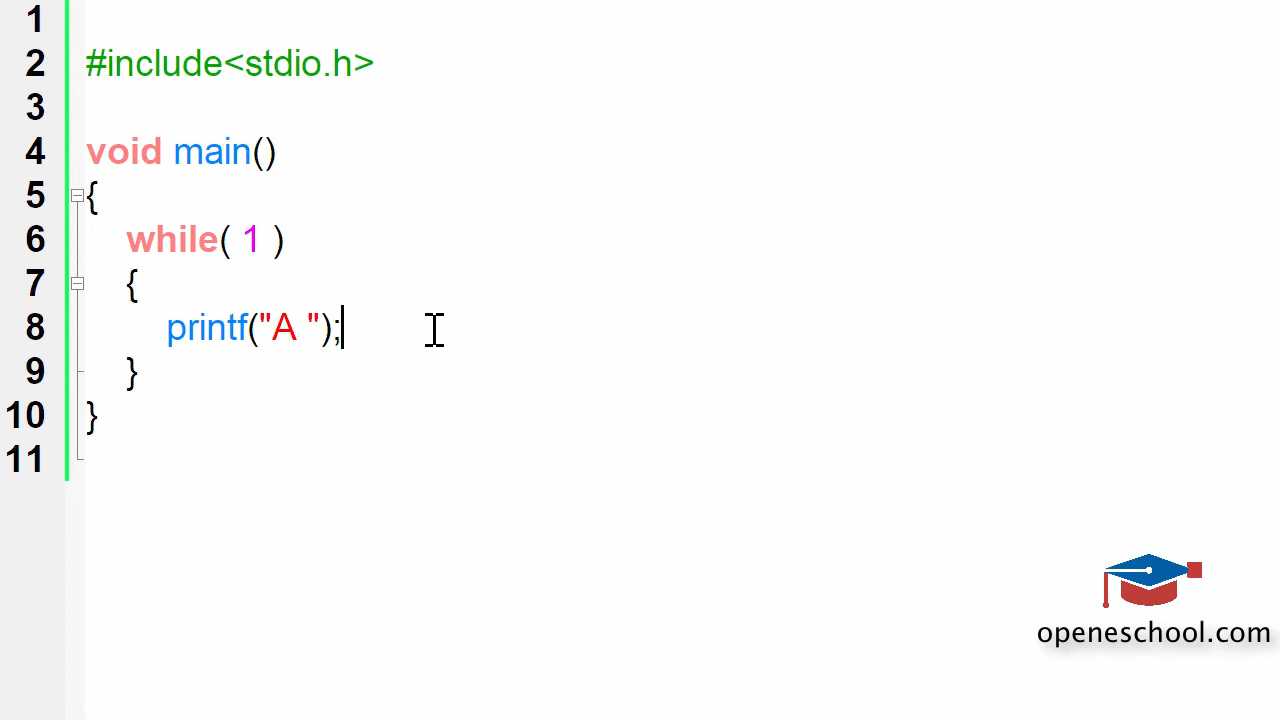 1
2 #include<stdio.h>
3
4 void main()
5 {
6 while( 1 )
7 {
8 printf("A ");
9 }
10 }
11
openeschool.com